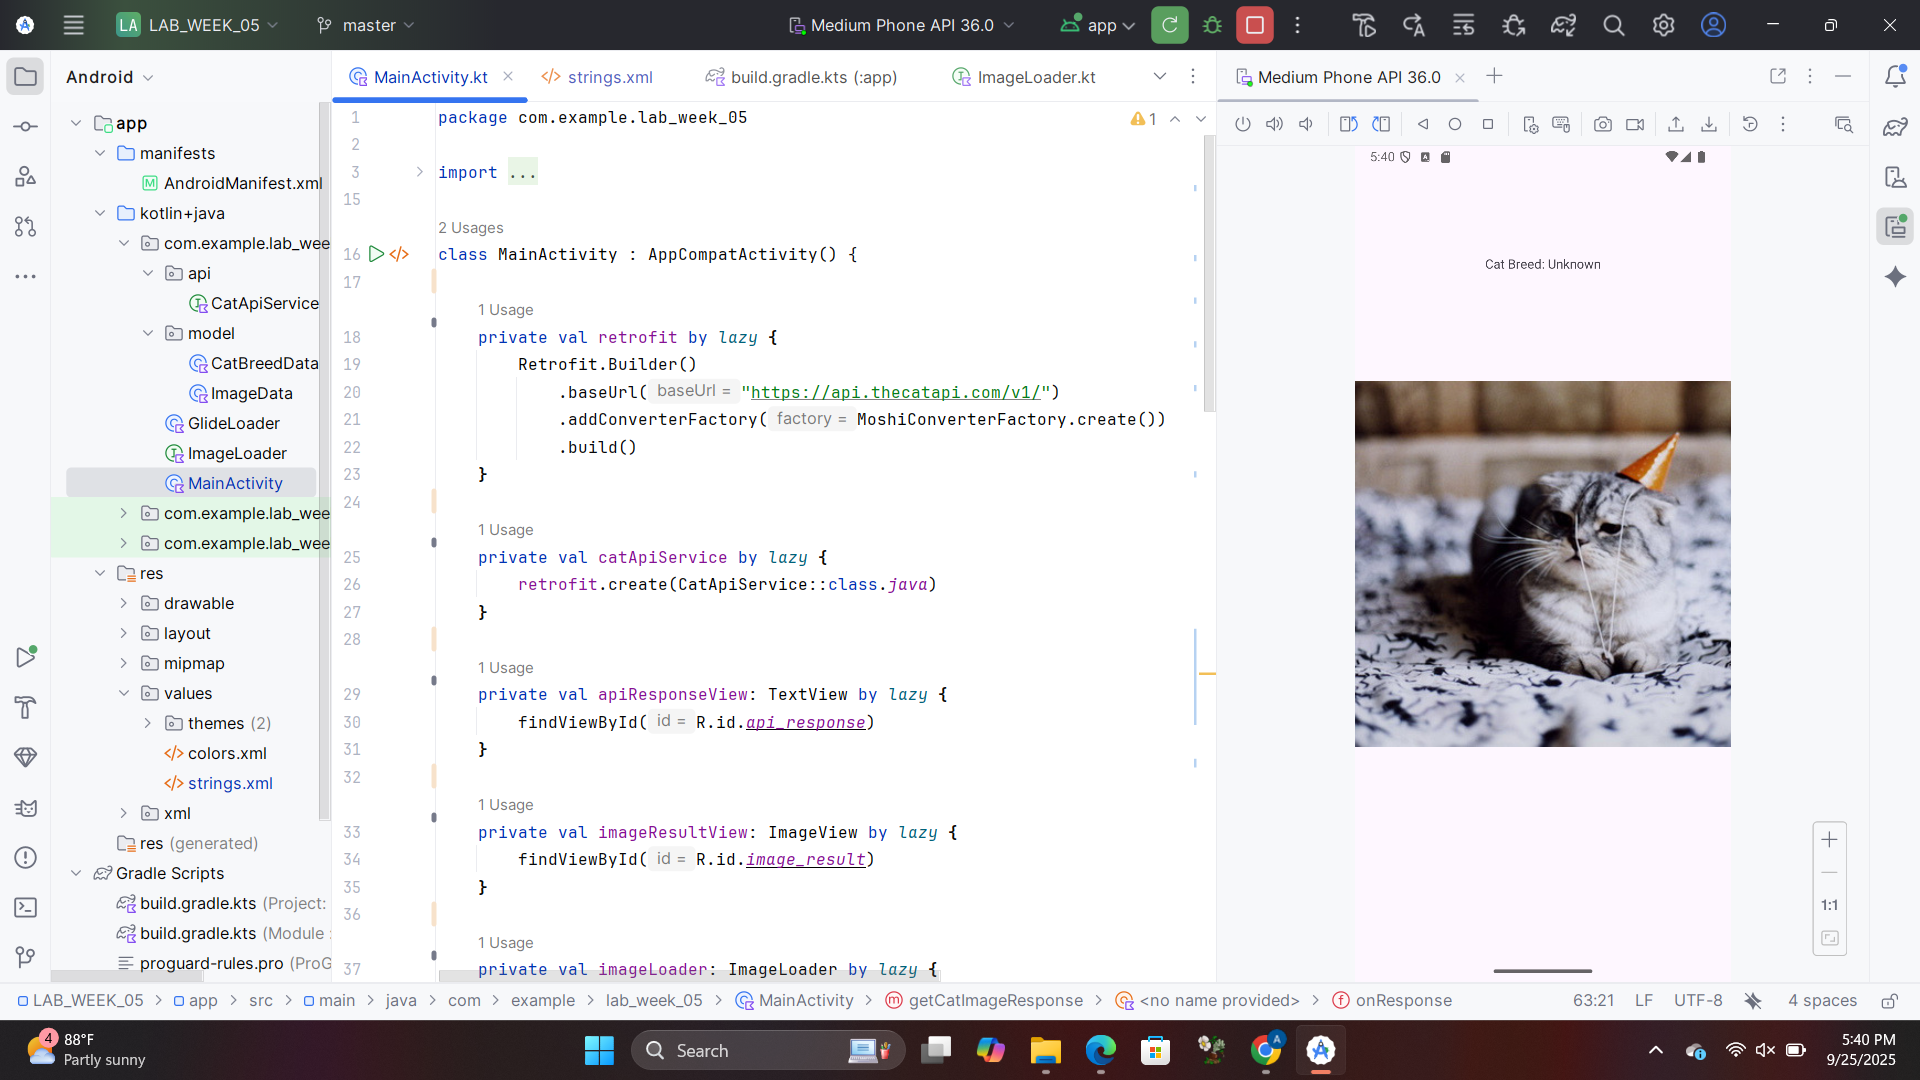 LA LAB_WEEK_05
master
Medium Phone API 36.0
app
Android
app
manifests
AndroidManifest.xml
kotlin+java
com.example.lab_wee
api
CatApiService
model
CatBreedData
ImageData
GlideLoader
ImageLoader
MainActivity
com.example.lab_wee
com.example.lab_wee
res
drawable
layout
mipmap
values
themes (2)
colors.xml
strings.xml
xml
res (generated)
Gradle Scripts
build.gradle.kts (Project:
build.gradle.kts (Module
proguard-rules.pro (ProG
MainActivity.kt
strings.xml
build.gradle.kts (:app)
ImageLoader.kt
1 package com.example.lab_week_05
1
2
3 import ...
15
2 Usages
16 class MainActivity : AppCompatActivity() {
17
1 Usage
18 private val retrofit by lazy {
19 Retrofit.Builder()
20 .baseUrl( baseUrl = "https://api.thecatapi.com/v1/")
21 .addConverterFactory( factory = MoshiConverterFactory.create())
22 .build()
23 }
24
1 Usage
25 private val catApiService by lazy {
26 retrofit.create(CatApiService::class.java)
27 }
28
1 Usage
29 private val apiResponseView: TextView by lazy {
30 findViewById( id = R.id.api_response)
31 }
32
1 Usage
33 private val imageResultView: ImageView by lazy {
34 findViewById( id = R.id.image_result)
35 }
36
1 Usage
37 private val imageLoader: ImageLoader by lazy {
Medium Phone API 36.0
5:40
Cat Breed: Unknown
1:1
LAB_WEEK_05 > app > src > main > java > com > example > lab_week_05 > MainActivity > getCatImageResponse > <no name provided> > onResponse
63:21 LF UTF-8 4 spaces
4
88°F
Partly sunny
Search
5:40 PM
9/25/2025